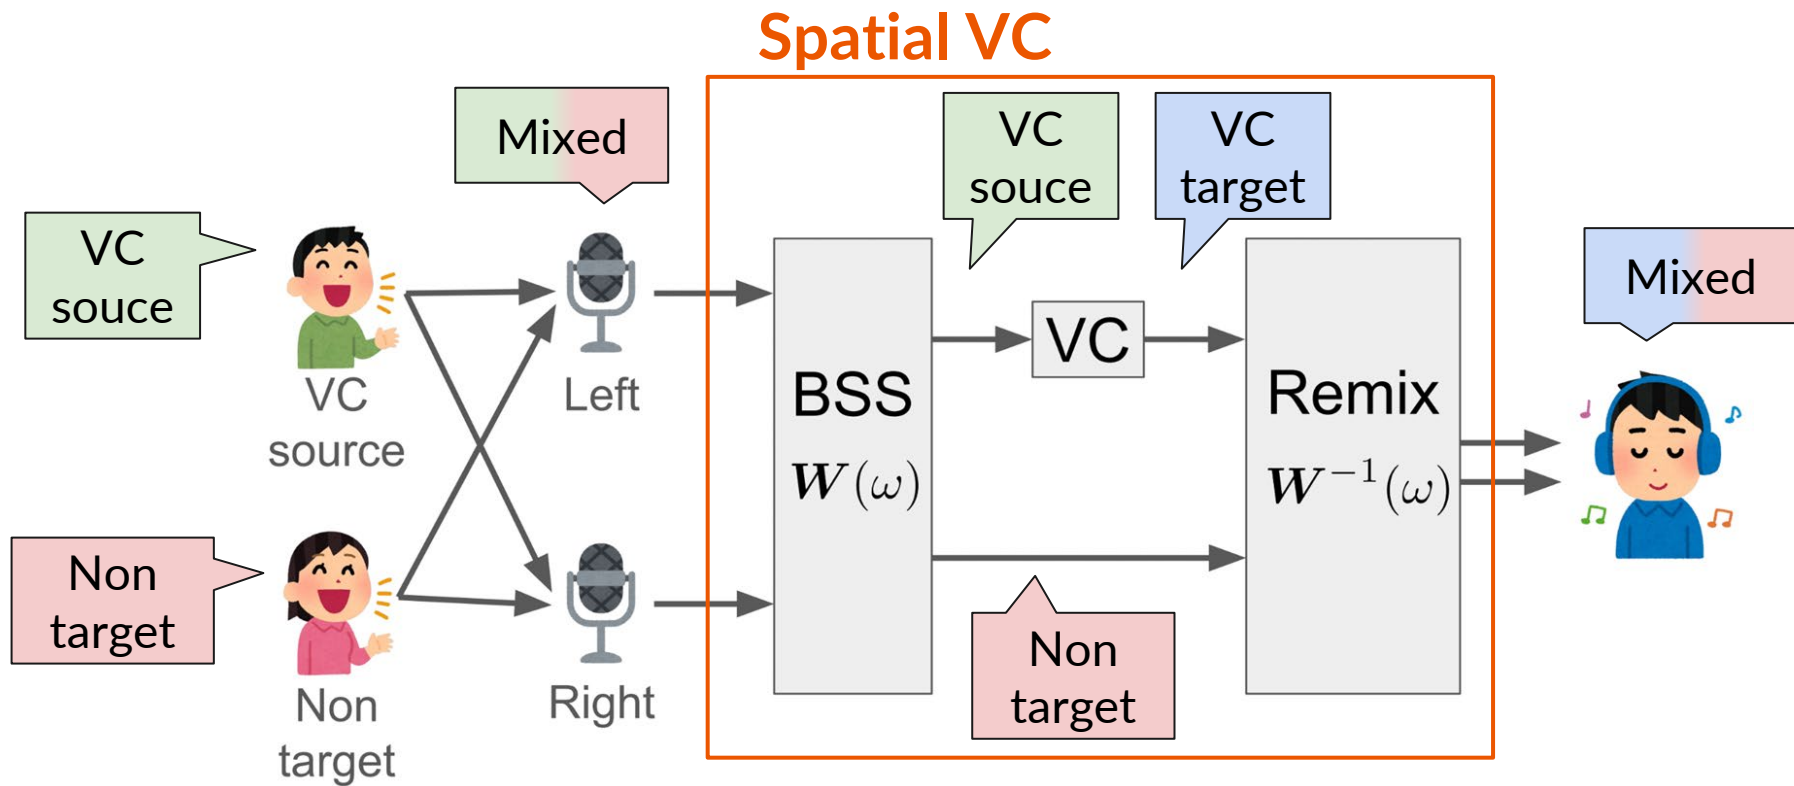 Spatial VC
Mixed
VC
souce
VC
target
VC
souce
Mixed
VC
source
Left
BSS
W(ω)
VC
Remix
W⁻¹(ω)
Non
target
Non
target
Right
Non
target